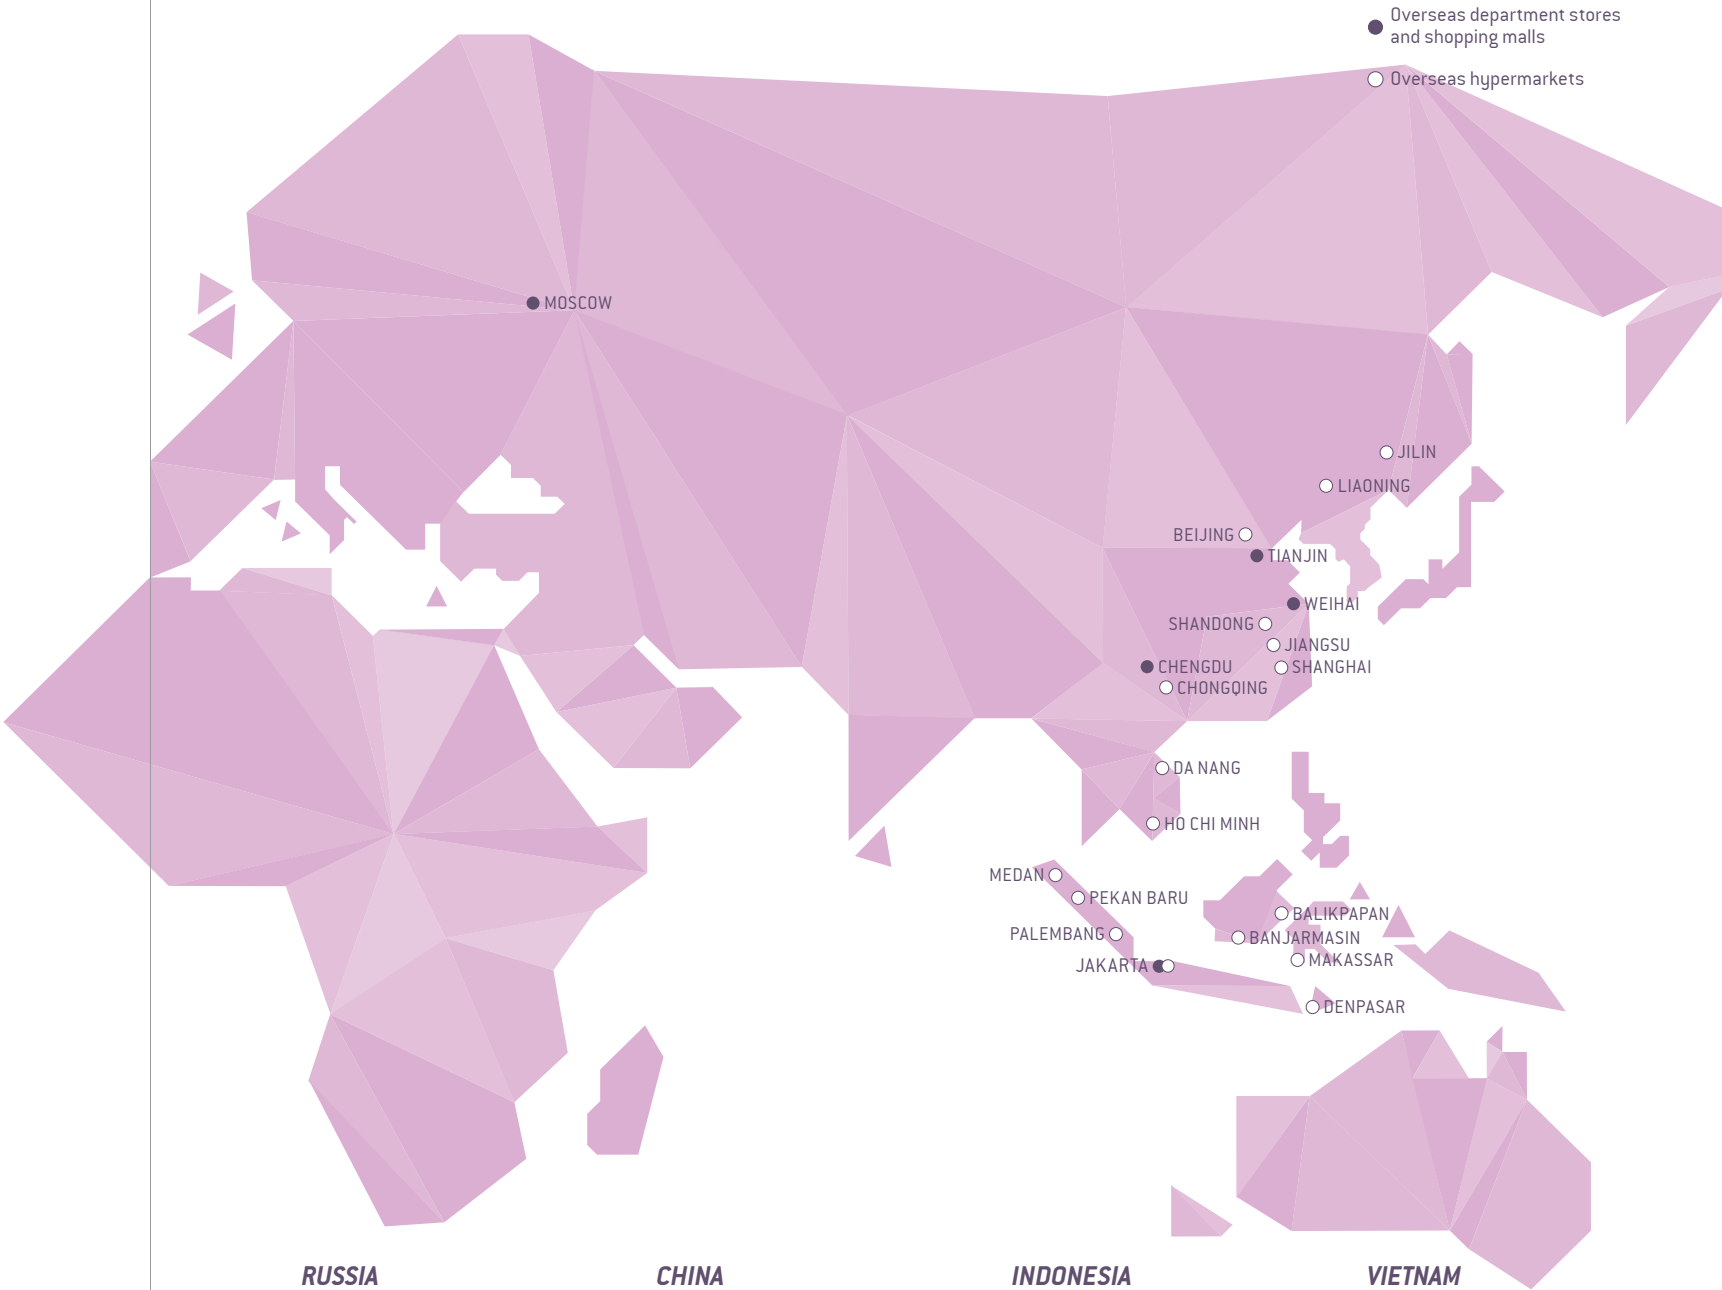 Overseas department stores
and shopping malls
Overseas hypermarkets
MOSCOW
JILIN
LIAONING
BEIJING
TIANJIN
WEIHAI
SHANDONG
JIANGSU
CHENGDU
SHANGHAI
CHONGQING
DA NANG
HO CHI MINH
MEDAN
PEKAN BARU
BALIKPAPAN
PALEMBANG
BANJARMASIN
MAKASSAR
JAKARTA
DENPASAR
RUSSIA
CHINA
INDONESIA
VIETNAM